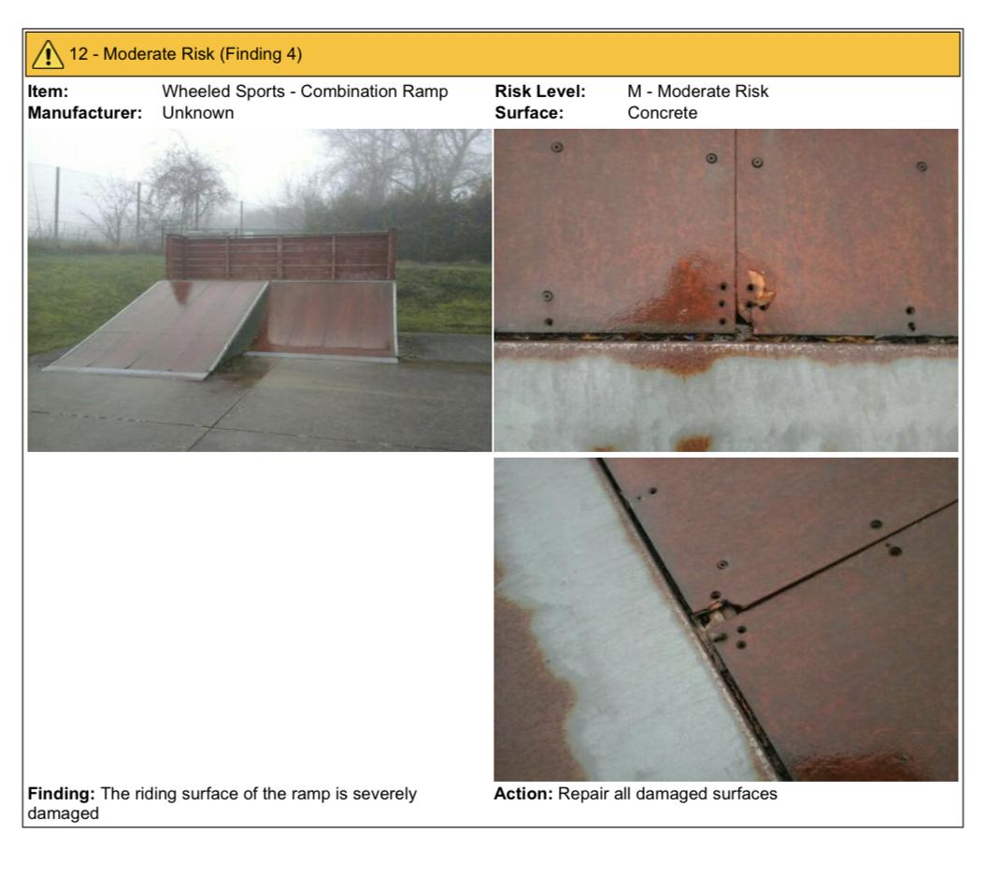 12 - Moderate Risk (Finding 4)
Item: Wheeled Sports - Combination Ramp Risk Level: M - Moderate Risk
Manufacturer: Unknown Surface: Concrete
Finding: The riding surface of the ramp is severely
damaged
Action: Repair all damaged surfaces